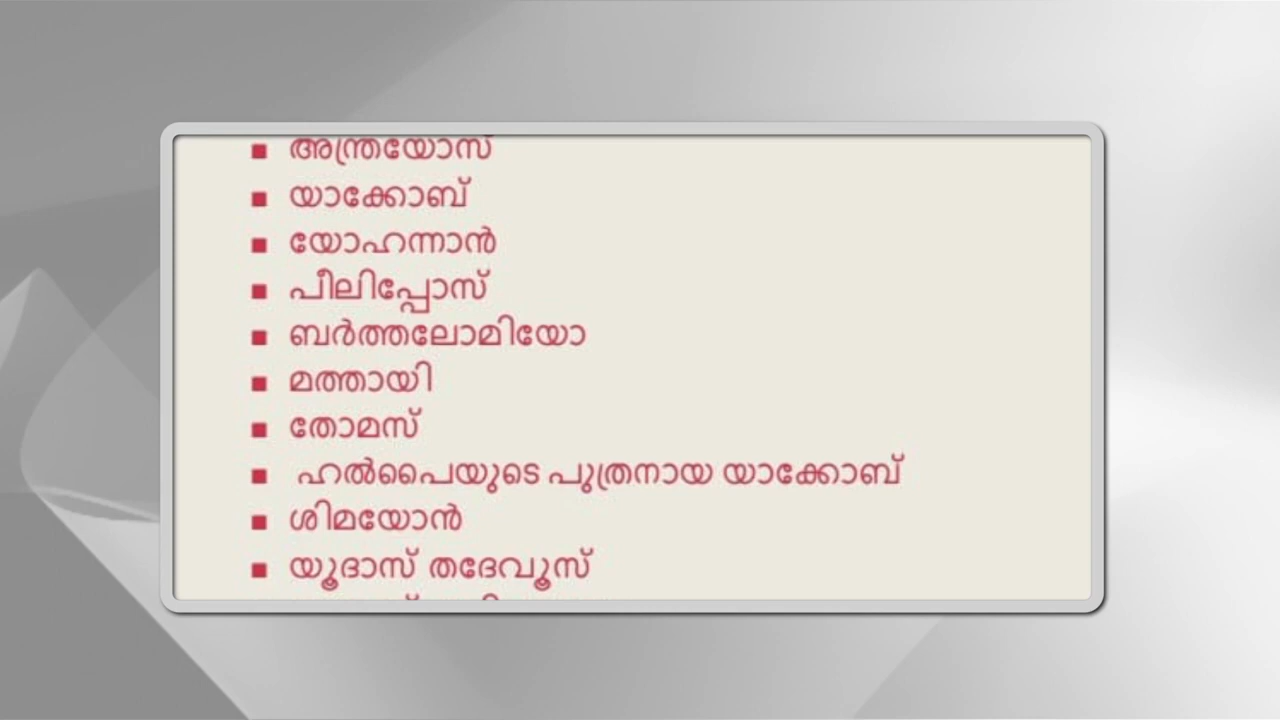 ▪ അന്ത്രയോസ്
▪ യാക്കോബ്
▪ യോഹന്നാൻ
▪ പീലിപ്പോസ്
▪ ബർത്തലോമിയോ
▪ മത്തായി
▪ തോമസ്
▪ ഹൽപൈയുടെ പുത്രനായ യാക്കോബ്
▪ ശിമയോൻ
▪ യൂദാസ് തദേവൂസ്